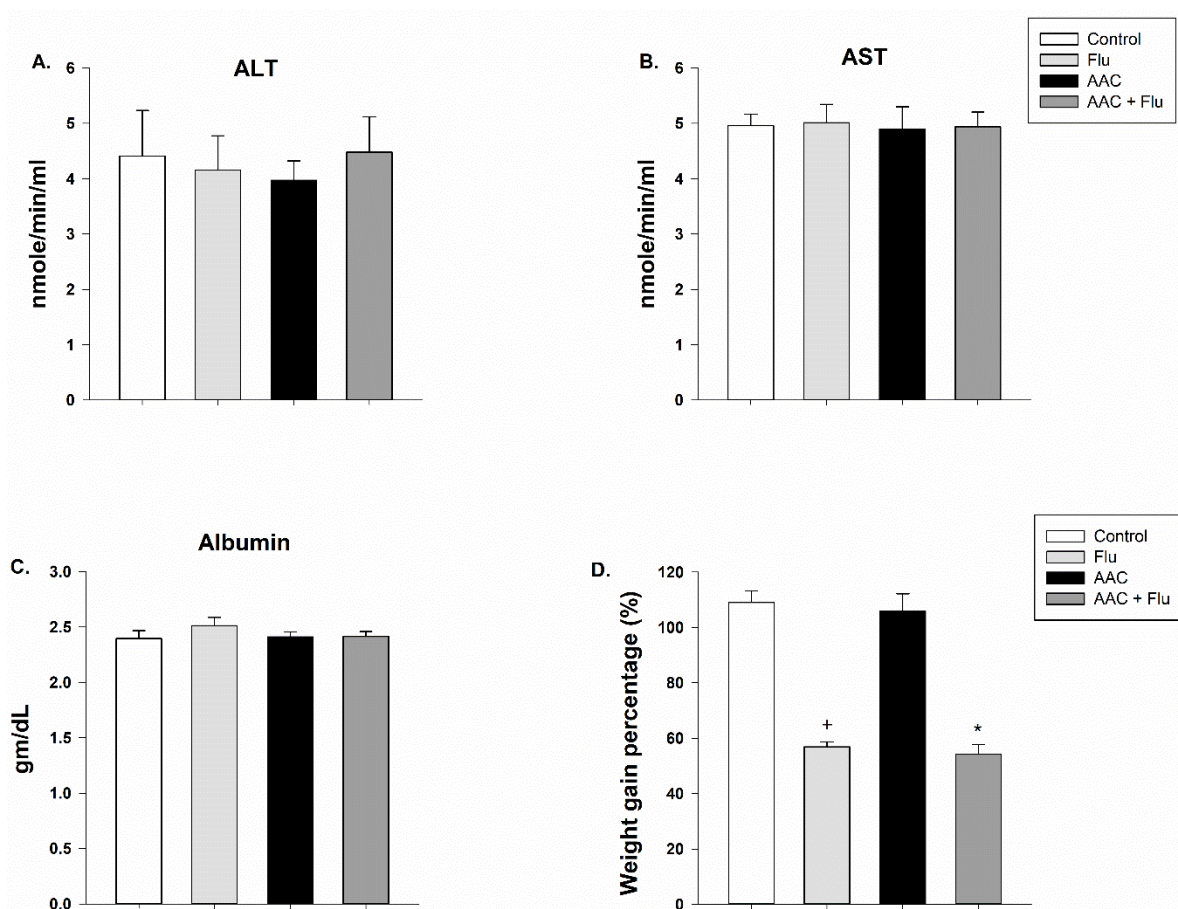 A.
ALT
6
5
4
3
2
1
0
nmole/min/ml
B.
AST
6
5
4
3
2
1
0
nmole/min/ml
Control
Flu
AAC
AAC + Flu
C.
Albumin
3.0
2.5
2.0
1.5
1.0
0.5
0.0
gm/dL
D.
120
100
80
60
40
20
0
Weight gain percentage (%)
+
*
Control
Flu
AAC
AAC + Flu